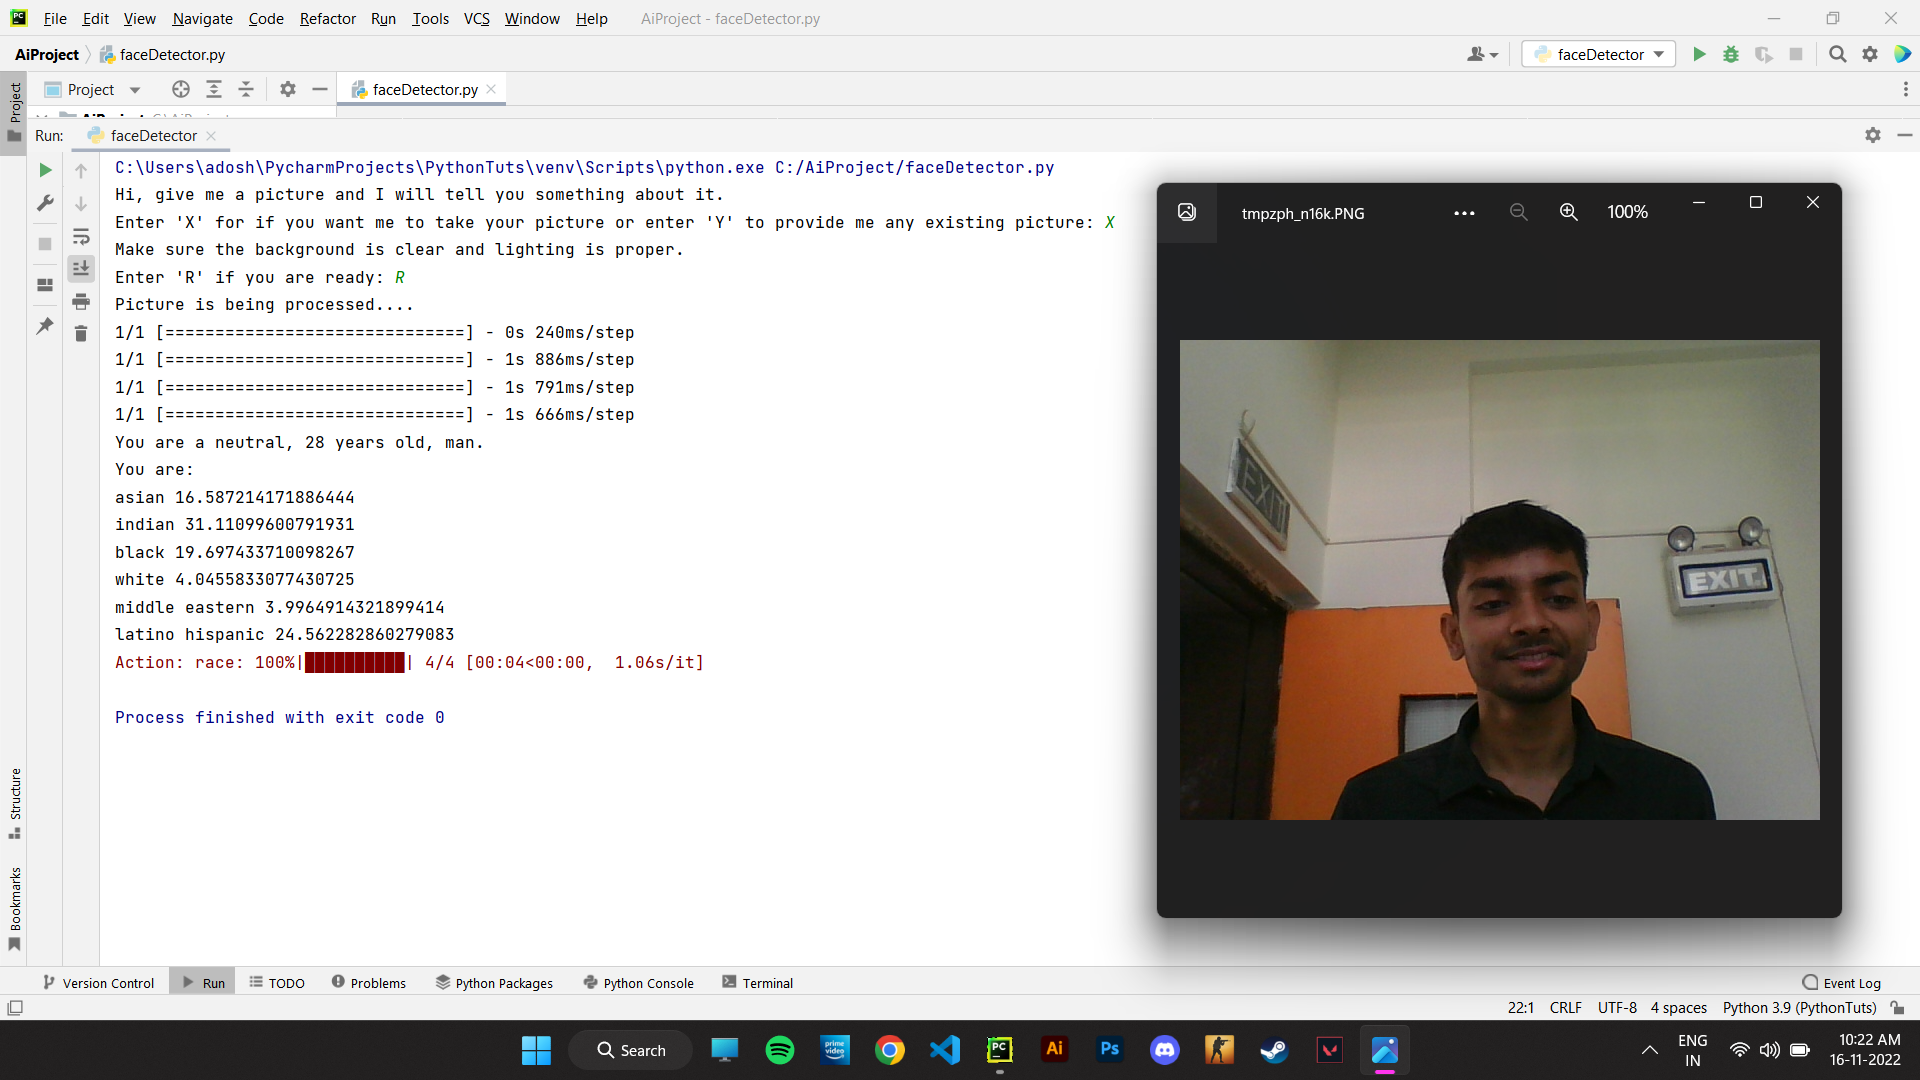 PC File Edit View Navigate Code Refactor Run Tools VCS Window Help AiProject - faceDetector.py
AiProject faceDetector.py
faceDetector
Project
Project
faceDetector.py
Run: faceDetector
C:\Users\adosh\PycharmProjects\PythonTuts\venv\Scripts\python.exe C:/AiProject/faceDetector.py
Hi, give me a picture and I will tell you something about it.
Enter 'X' for if you want me to take your picture or enter 'Y' to provide me any existing picture: X
Make sure the background is clear and lighting is proper.
Enter 'R' if you are ready: R
Picture is being processed....
1/1 [==============================] - 0s 240ms/step
1/1 [==============================] - 1s 886ms/step
1/1 [==============================] - 1s 791ms/step
1/1 [==============================] - 1s 666ms/step
You are a neutral, 28 years old, man.
You are:
asian 16.587214171886444
indian 31.11099600791931
black 19.697433710098267
white 4.0455833077430725
middle eastern 3.9964914321899414
latino hispanic 24.562282860279083
Action: race: 100%|██████████| 4/4 [00:04<00:00,  1.06s/it]
Process finished with exit code 0
tmpzph_n16k.PNG
100%
EXIT
EXIT
Structure
Bookmarks
Version Control Run TODO Problems Python Packages Python Console Terminal Event Log
22:1 CRLF UTF-8 4 spaces Python 3.9 (PythonTuts)
Search
prime video
PC
Ai
Ps
ENG
IN
10:22 AM
16-11-2022